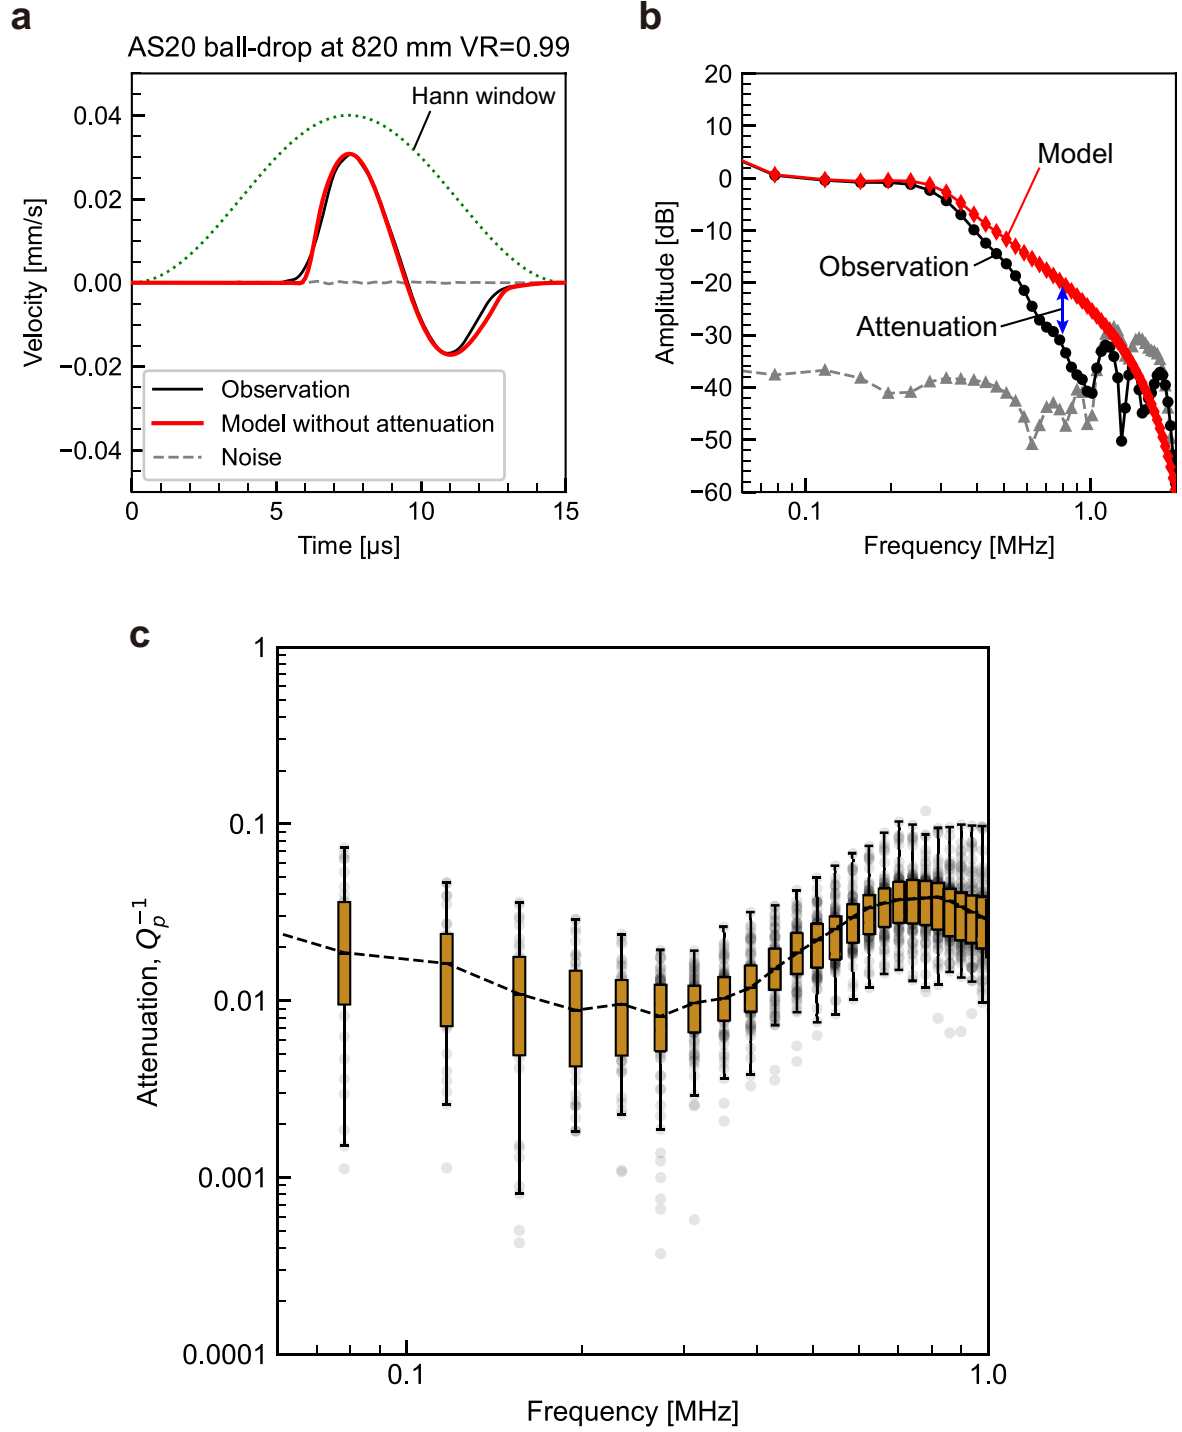 a
AS20 ball-drop at 820 mm VR=0.99
Hann window
0.04
0.02
0.00
−0.02
−0.04
Velocity [mm/s]
Observation
Model without attenuation
Noise
0
5
10
15
Time [μs]
b
20
10
0
−10
−20
−30
−40
−50
−60
Amplitude [dB]
Model
Observation
Attenuation
0.1
1.0
Frequency [MHz]
c
1
0.1
0.01
0.001
0.0001
Attenuation, Qp−1
0.1
1.0
Frequency [MHz]